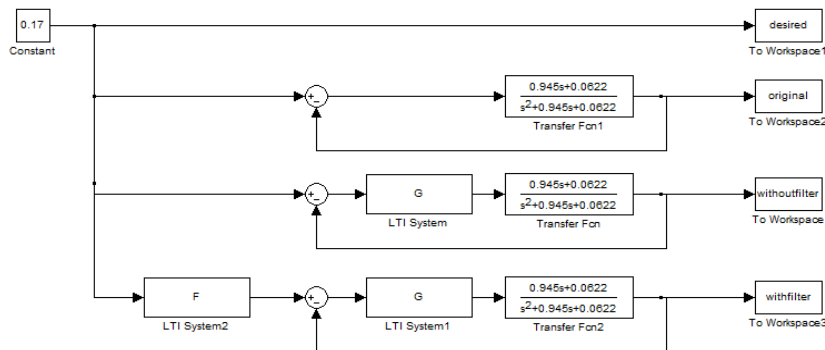 0.17
Constant
desired
To Workspace1
0.945s+0.0622
s2+0.945s+0.0622
Transfer Fcn1
original
To Workspace2
G
LTI System
0.945s+0.0622
s2+0.945s+0.0622
Transfer Fcn
withoutfilter
To Workspace
F
LTI System2
G
LTI System1
0.945s+0.0622
s2+0.945s+0.0622
Transfer Fcn2
withfilter
To Workspace3